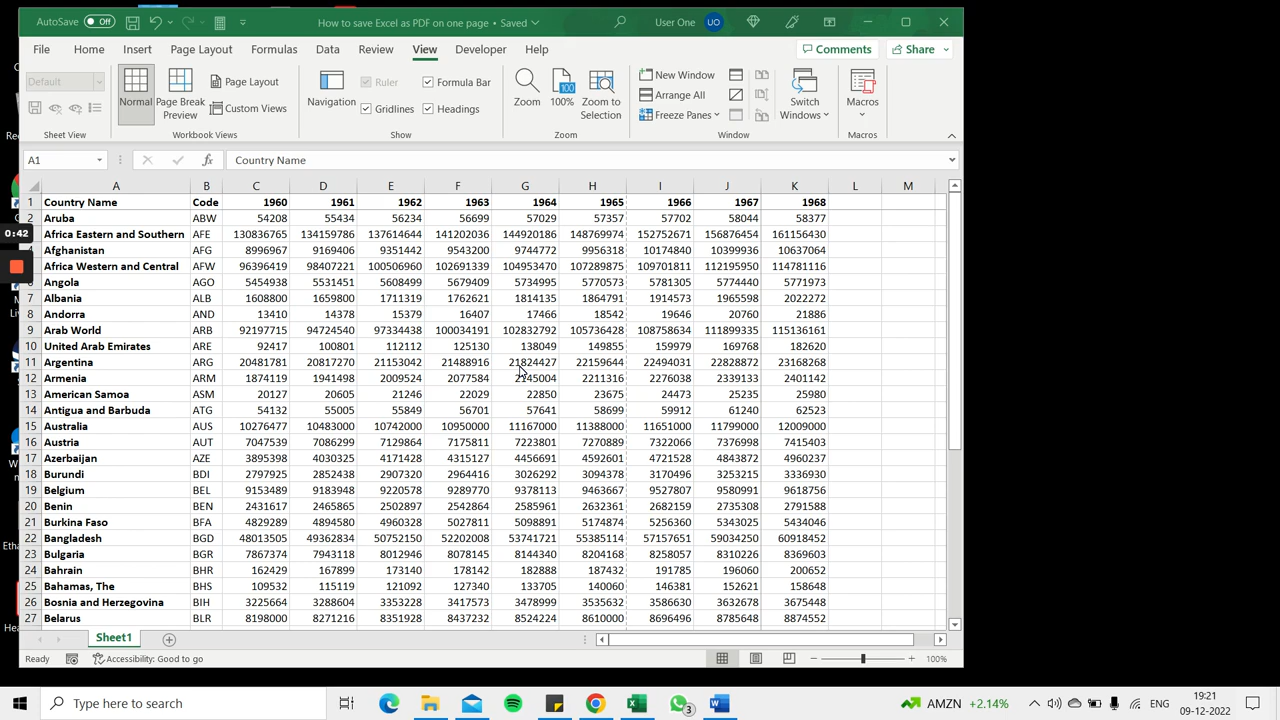 AutoSave Off How to save Excel as PDF on one page • Saved User One UO
File Home Insert Page Layout Formulas Data Review View Developer Help Comments Share
Default Normal Page Break Preview Page Layout Custom Views Navigation Ruler Formula Bar Gridlines Headings Zoom 100 100% Zoom to Selection New Window Arrange All Freeze Panes Switch Windows Macros
Sheet View Workbook Views Show Zoom Window Macros
A1 fx Country Name
A B C D E F G H I J K L M
1 Country Name Code 1960 1961 1962 1963 1964 1965 1966 1967 1968
2 Aruba ABW 54208 55434 56234 56699 57029 57357 57702 58044 58377
0:42 Africa Eastern and Southern AFE 130836765 134159786 137614644 141202036 144920186 148769974 152752671 156876454 161156430
Afghanistan AFG 8996967 9169406 9351442 9543200 9744772 9956318 10174840 10399936 10637064
Africa Western and Central AFW 96396419 98407221 100506960 102691339 104953470 107289875 109701811 112195950 114781116
Angola AGO 5454938 5531451 5608499 5679409 5734995 5770573 5781305 5774440 5771973
7 Albania ALB 1608800 1659800 1711319 1762621 1814135 1864791 1914573 1965598 2022272
8 Andorra AND 13410 14378 15379 16407 17466 18542 19646 20760 21886
9 Arab World ARB 92197715 94724540 97334438 100034191 102832792 105736428 108758634 111899335 115136161
10 United Arab Emirates ARE 92417 100801 112112 125130 138049 149855 159979 169768 182620
11 Argentina ARG 20481781 20817270 21153042 21488916 21824427 22159644 22494031 22828872 23168268
12 Armenia ARM 1874119 1941498 2009524 2077584 2145004 2211316 2276038 2339133 2401142
13 American Samoa ASM 20127 20605 21246 22029 22850 23675 24473 25235 25980
14 Antigua and Barbuda ATG 54132 55005 55849 56701 57641 58699 59912 61240 62523
15 Australia AUS 10276477 10483000 10742000 10950000 11167000 11388000 11651000 11799000 12009000
16 Austria AUT 7047539 7086299 7129864 7175811 7223801 7270889 7322066 7376998 7415403
17 Azerbaijan AZE 3895398 4030325 4171428 4315127 4456691 4592601 4721528 4843872 4960237
18 Burundi BDI 2797925 2852438 2907320 2964416 3026292 3094378 3170496 3253215 3336930
19 Belgium BEL 9153489 9183948 9220578 9289770 9378113 9463667 9527807 9580991 9618756
20 Benin BEN 2431617 2465865 2502897 2542864 2585961 2632361 2682159 2735308 2791588
21 Burkina Faso BFA 4829289 4894580 4960328 5027811 5098891 5174874 5256360 5343025 5434046
22 Bangladesh BGD 48013505 49362834 50752150 52202008 53741721 55385114 57157651 59034250 60918452
23 Bulgaria BGR 7867374 7943118 8012946 8078145 8144340 8204168 8258057 8310226 8369603
24 Bahrain BHR 162429 167899 173140 178142 182888 187432 191785 196060 200652
25 Bahamas, The BHS 109532 115119 121092 127340 133705 140060 146381 152621 158648
26 Bosnia and Herzegovina BIH 3225664 3288604 3353228 3417573 3478999 3535632 3586630 3632678 3675448
27 Belarus BLR 8198000 8271216 8351928 8437232 8524224 8610000 8696496 8785648 8874552
Sheet1
Ready Accessibility: Good to go 100%
Type here to search 3 AMZN +2.14% ENG 19:21
09-12-2022